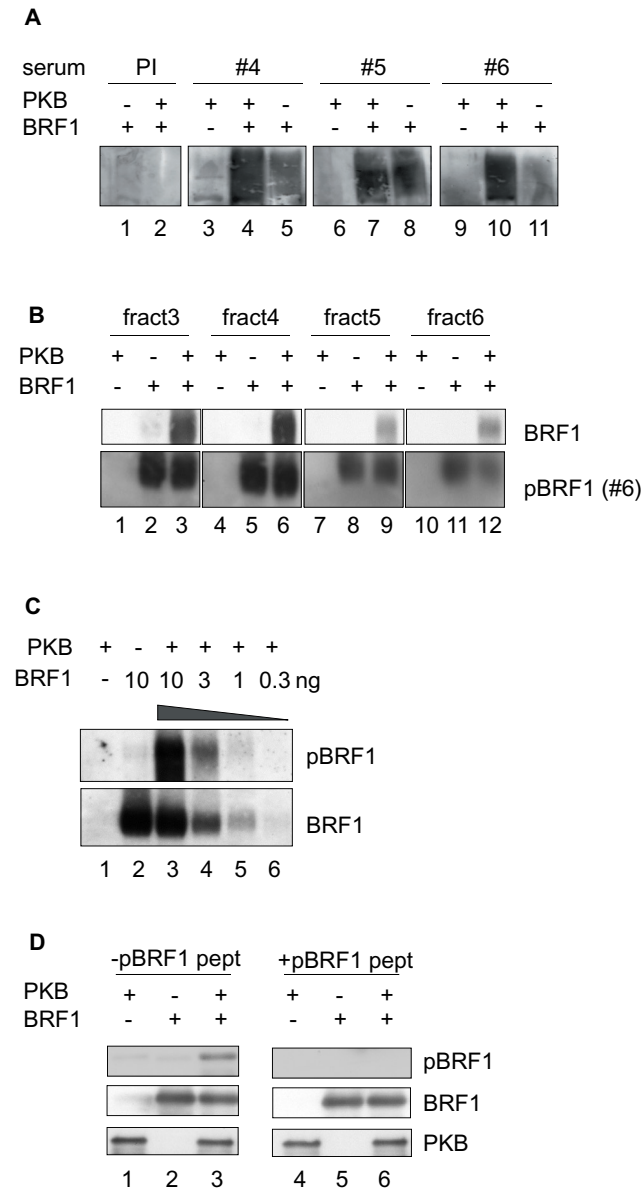 A
serum PI #4 #5 #6
PKB - + + + - + + - + + -
BRF1 + + - + + - + + - + +
1 2 3 4 5 6 7 8 9 10 11
B
fract3 fract4 fract5 fract6
PKB + - + + - + + - + + - +
BRF1 - + + - + + - + + - + +
BRF1
pBRF1 (#6)
1 2 3 4 5 6 7 8 9 10 11 12
C
PKB + - + + + +
BRF1 - 10 10 3 1 0.3 ng
pBRF1
BRF1
1 2 3 4 5 6
D
-pBRF1 pept +pBRF1 pept
PKB + - + + - +
BRF1 - + + - + +
pBRF1
BRF1
PKB
1 2 3 4 5 6